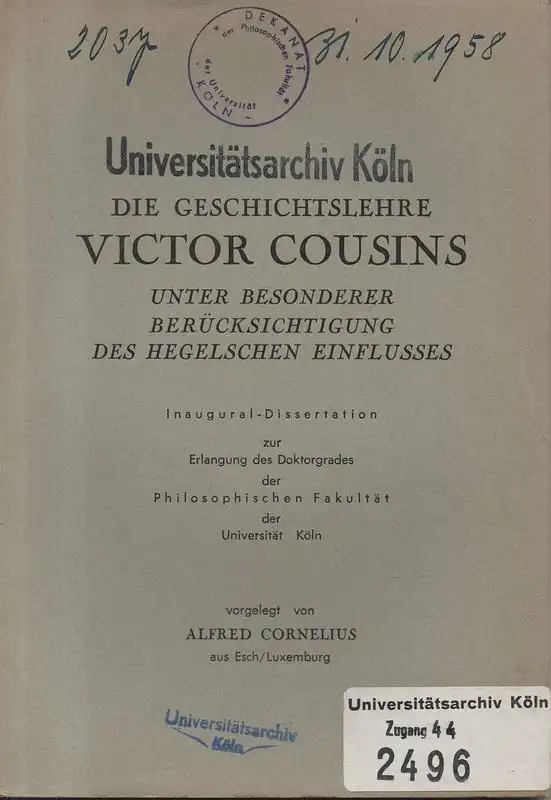 2037
31. 10. 1958
* DEKANAT *
der Philosophischen Fakultät
der Universität
- KÖLN -
Universitätsarchiv Köln
DIE GESCHICHTSLEHRE
VICTOR COUSINS
UNTER BESONDERER
BERÜCKSICHTIGUNG
DES HEGELSCHEN EINFLUSSES
Inaugural-Dissertation
zur
Erlangung des Doktorgrades
der
Philosophischen Fakultät
der
Universität Köln
vorgelegt von
ALFRED CORNELIUS
aus Esch/Luxemburg
Universitätsarchiv
Köln
Universitätsarchiv Köln
Zugang 44
2496